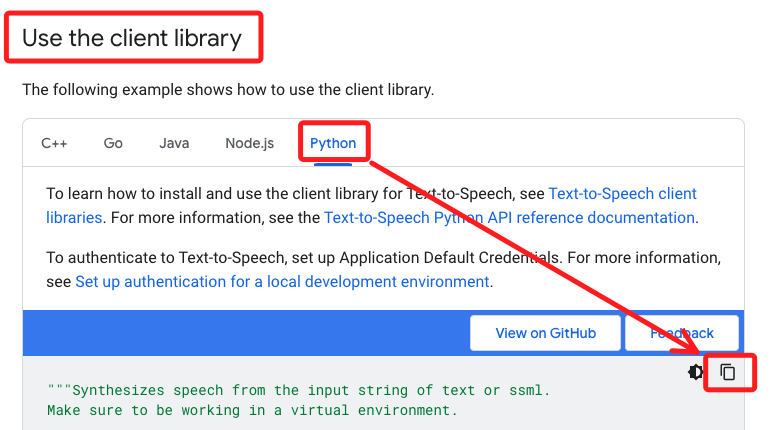 Use the client library
The following example shows how to use the client library.
C++ Go Java Node.js Python
To learn how to install and use the client library for Text-to-Speech, see Text-to-Speech client
libraries. For more information, see the Text-to-Speech Python API reference documentation.
To authenticate to Text-to-Speech, set up Application Default Credentials. For more information,
see Set up authentication for a local development environment.
View on GitHub Feedback
"""Synthesizes speech from the input string of text or ssml.
Make sure to be working in a virtual environment.